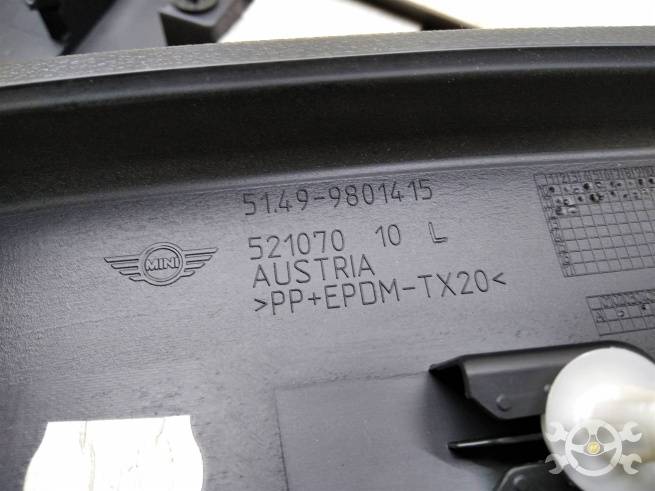 51.49-9801415
521070 10 L
MINI
AUSTRIA
>PP+EPDM-TX20<